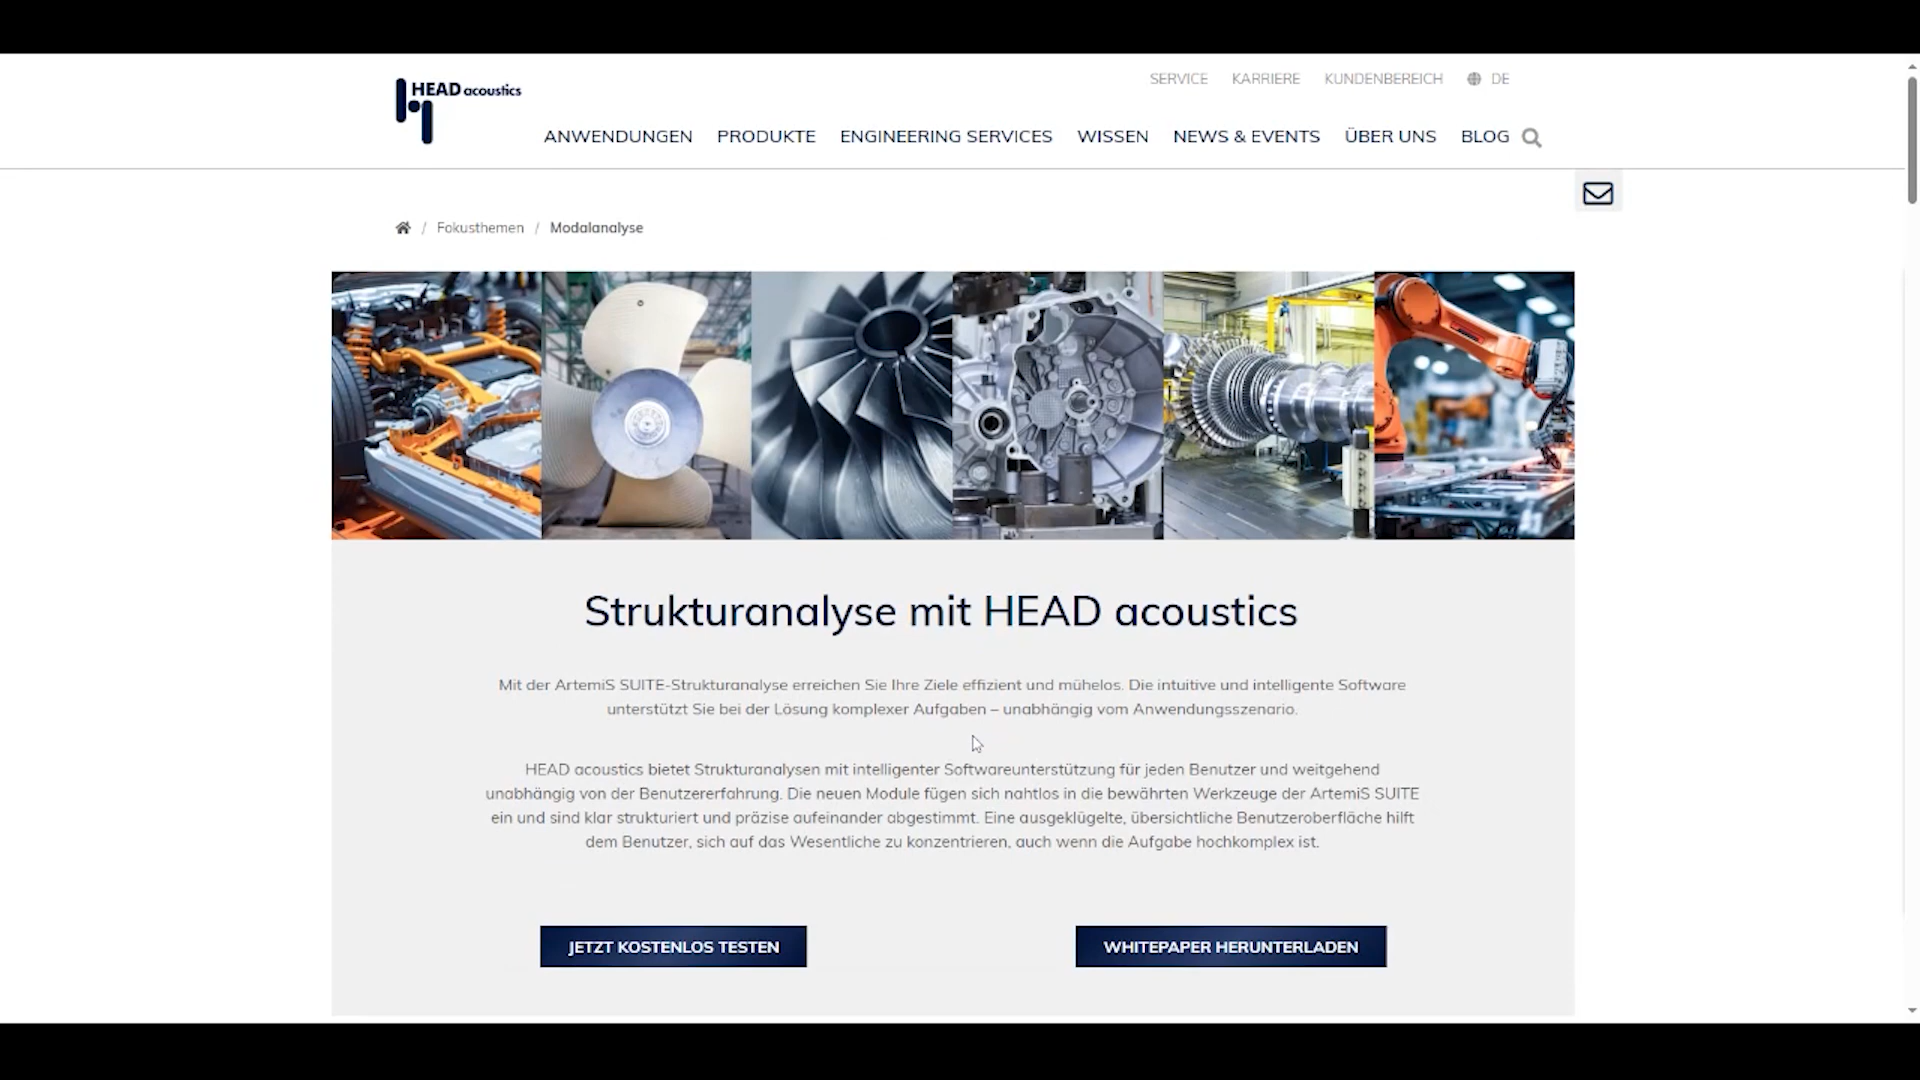 HEAD acoustics
SERVICE KARRIERE KUNDENBEREICH DE
ANWENDUNGEN PRODUKTE ENGINEERING SERVICES WISSEN NEWS & EVENTS ÜBER UNS BLOG
/ Fokusthemen / Modalanalyse
Strukturanalyse mit HEAD acoustics
Mit der ArtemiS SUITE-Strukturanalyse erreichen Sie Ihre Ziele effizient und mühelos. Die intuitive und intelligente Software
unterstützt Sie bei der Lösung komplexer Aufgaben – unabhängig vom Anwendungsszenario.
HEAD acoustics bietet Strukturanalysen mit intelligenter Softwareunterstützung für jeden Benutzer und weitgehend
unabhängig von der Benutzererfahrung. Die neuen Module fügen sich nahtlos in die bewährten Werkzeuge der ArtemiS SUITE
ein und sind klar strukturiert und präzise aufeinander abgestimmt. Eine ausgeklügelte, übersichtliche Benutzeroberfläche hilft
dem Benutzer, sich auf das Wesentliche zu konzentrieren, auch wenn die Aufgabe hochkomplex ist.
JETZT KOSTENLOS TESTEN WHITEPAPER HERUNTERLADEN